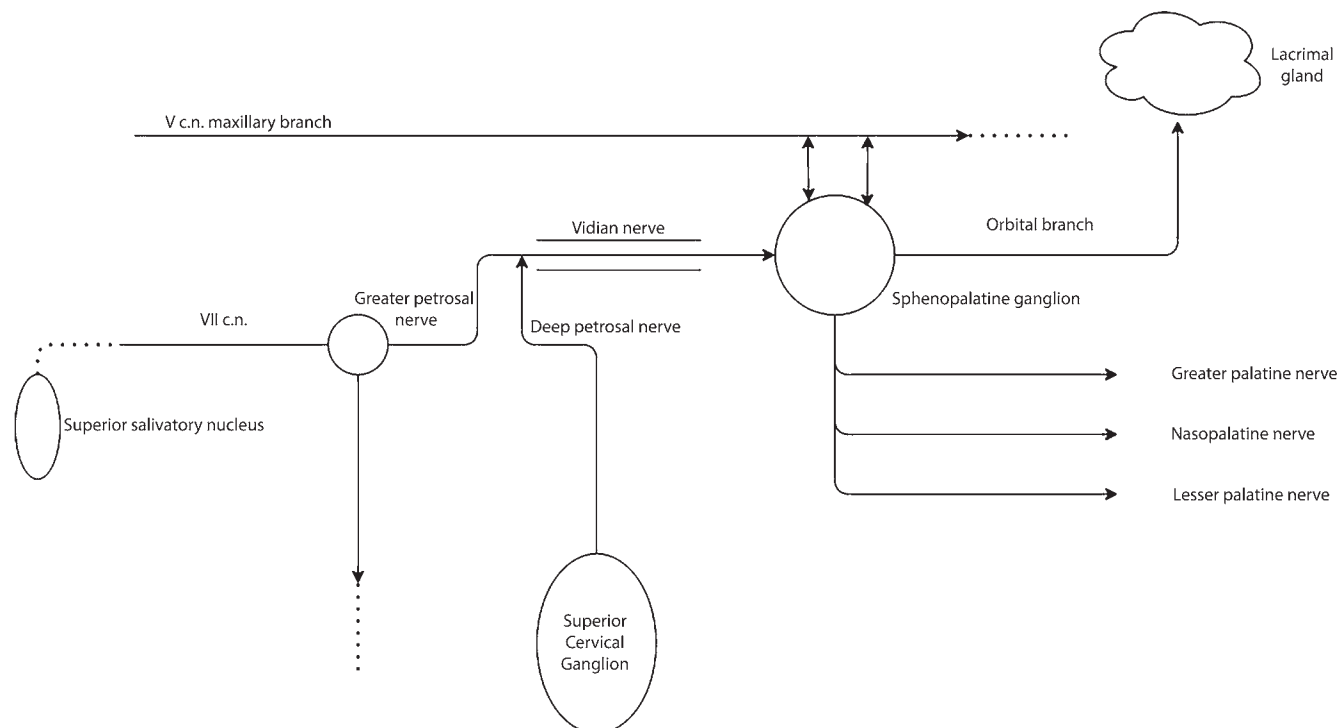 Lacrimal
gland
V c.n. maxillary branch
Vidian nerve
Orbital branch
Greater petrosal
nerve
Sphenopalatine ganglion
VII c.n.
Deep petrosal nerve
Greater palatine nerve
Superior salivatory nucleus
Nasopalatine nerve
Lesser palatine nerve
Superior
Cervical
Ganglion